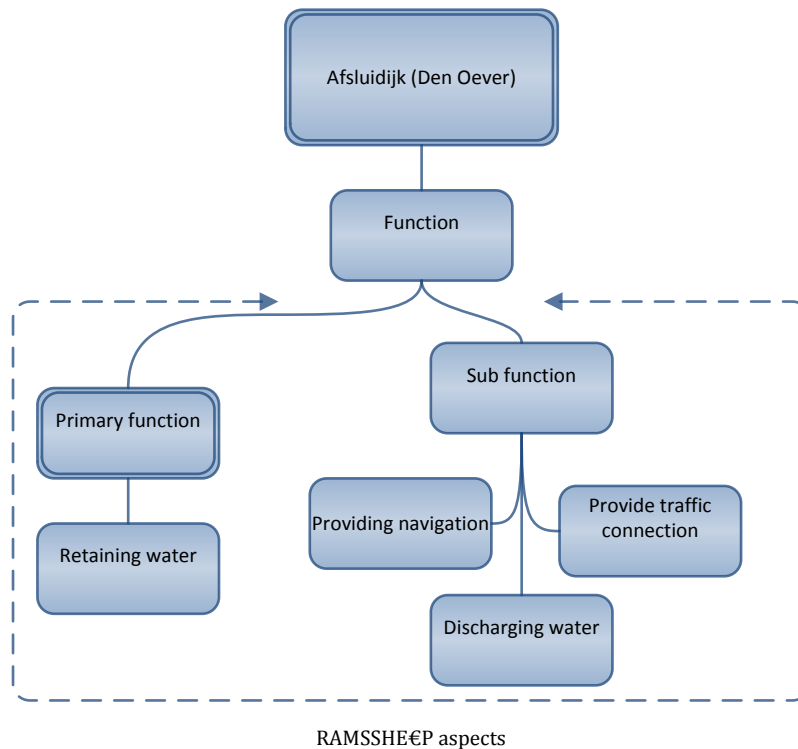 Afsluidijk (Den Oever)
Function
Sub function
Primary function
Providing navigation
Provide traffic
connection
Retaining water
Discharging water
RAMSSHE€P aspects